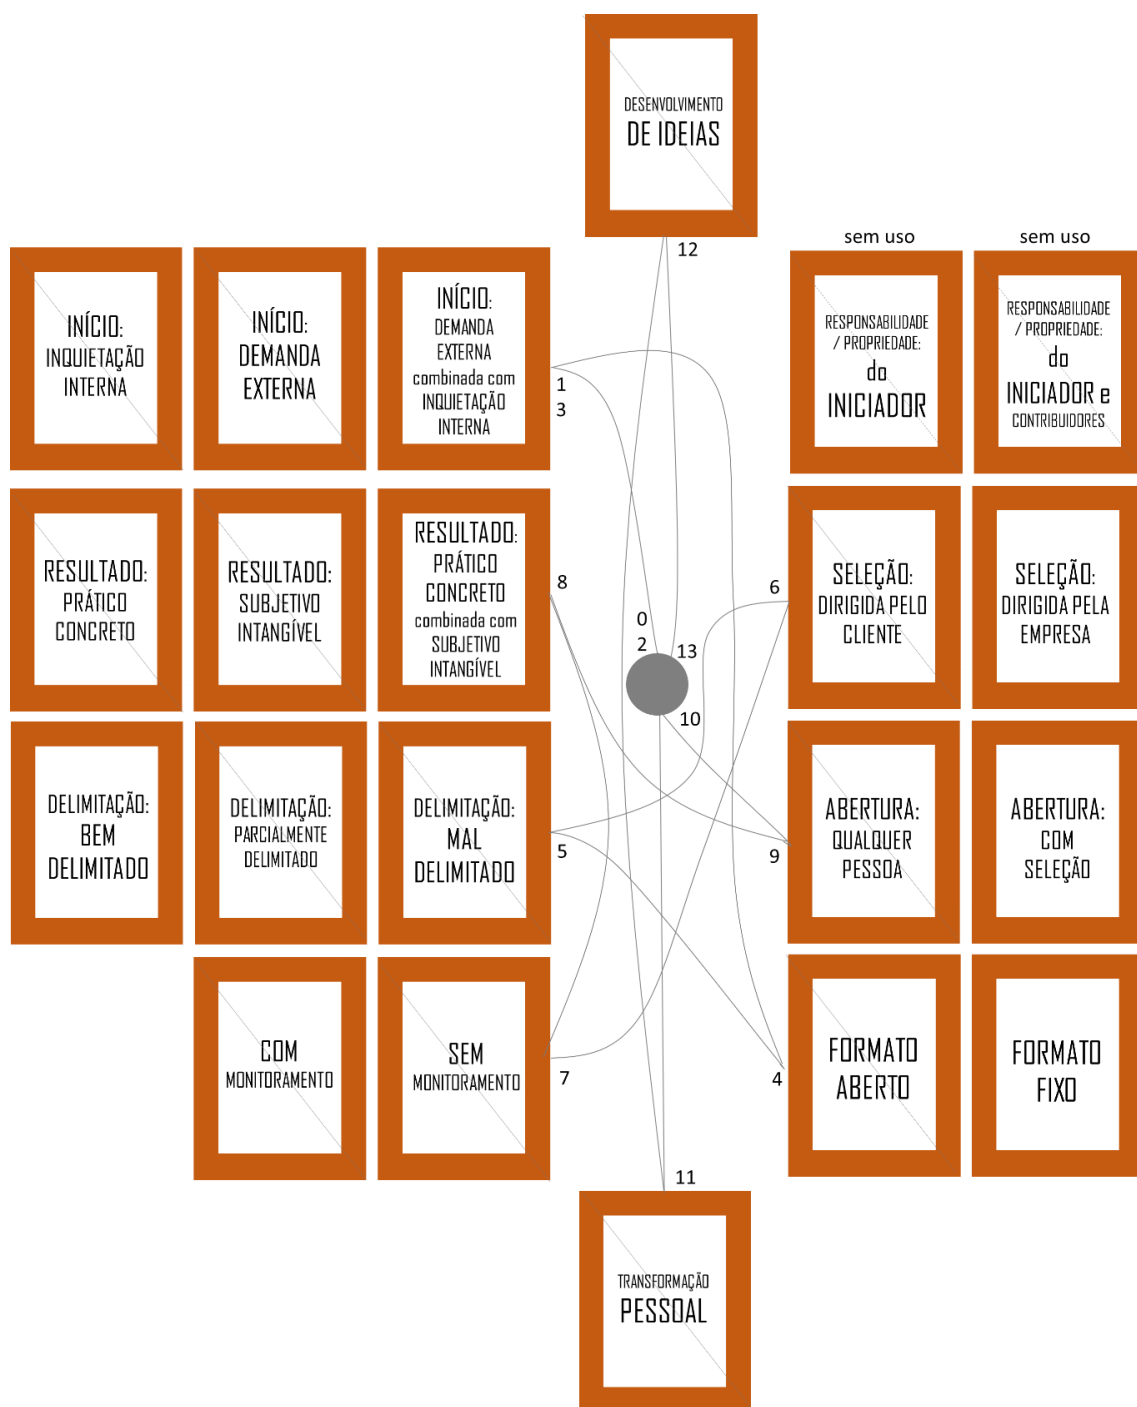 DESENVOLVIMENTO
DE IDEIAS
12
sem uso
sem uso
INÍCIO:
INQUIETAÇÃO
INTERNA
INÍCIO:
DEMANDA
EXTERNA
INÍCIO:
DEMANDA
EXTERNA
combinada com
INQUIETAÇÃO
INTERNA
1
3
RESPONSABILIDADE
/ PROPRIEDADE:
do
INICIADOR
RESPONSABILIDADE
/ PROPRIEDADE:
do
INICIADOR e
CONTRIBUIDORES
RESULTADO:
PRÁTICO
CONCRETO
RESULTADO:
SUBJETIVO
INTANGÍVEL
RESULTADO:
PRÁTICO
CONCRETO
combinada com
SUBJETIVO
INTANGÍVEL
8
0
2
13
10
6
SELEÇÃO:
DIRIGIDA PELO
CLIENTE
SELEÇÃO:
DIRIGIDA PELA
EMPRESA
DELIMITAÇÃO:
BEM
DELIMITADO
DELIMITAÇÃO:
PARCIALMENTE
DELIMITADO
DELIMITAÇÃO:
MAL
DELIMITADO
5
9
ABERTURA:
QUALQUER
PESSOA
ABERTURA:
COM
SELEÇÃO
COM
MONITORAMENTO
SEM
MONITORAMENTO
7
4
FORMATO
ABERTO
FORMATO
FIXO
11
TRANSFORMAÇÃO
PESSOAL